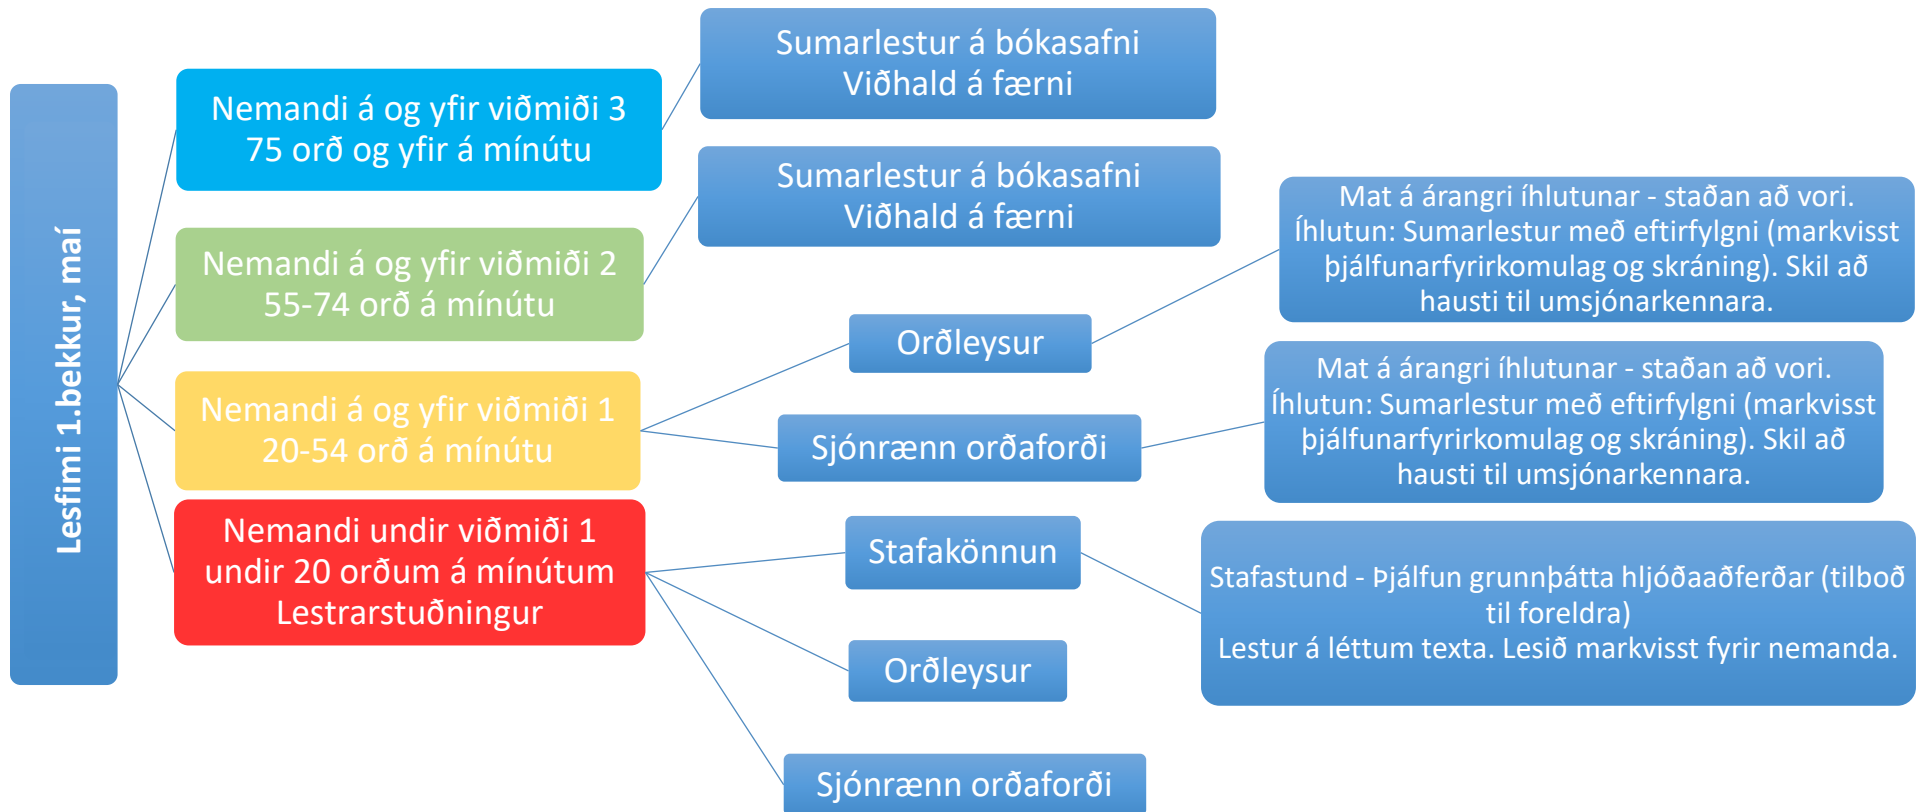 Lesfimi 1.bekkur, maí
Nemandi á og yfir viðmiði 3
75 orð og yfir á mínútu
Sumarlestur á bókasafni
Viðhald á færni
Nemandi á og yfir viðmiði 2
55-74 orð á mínútu
Sumarlestur á bókasafni
Viðhald á færni
Nemandi á og yfir viðmiði 1
20-54 orð á mínútu
Orðleysur
Mat á árangri íhlutunar - staðan að vori.
Íhlutun: Sumarlestur með eftirfylgni (markvisst
þjálfunarfyrirkomulag og skráning). Skil að
hausti til umsjónarkennara.
Sjónrænn orðaforði
Mat á árangri íhlutunar - staðan að vori.
Íhlutun: Sumarlestur með eftirfylgni (markvisst
þjálfunarfyrirkomulag og skráning). Skil að
hausti til umsjónarkennara.
Nemandi undir viðmiði 1
undir 20 orðum á mínútum
Lestrarstuðningur
Stafakönnun
Stafastund - Þjálfun grunnþátta hljóðaaðferðar (tilboð
til foreldra)
Lestur á léttum texta. Lesið markvisst fyrir nemanda.
Orðleysur
Sjónrænn orðaforði